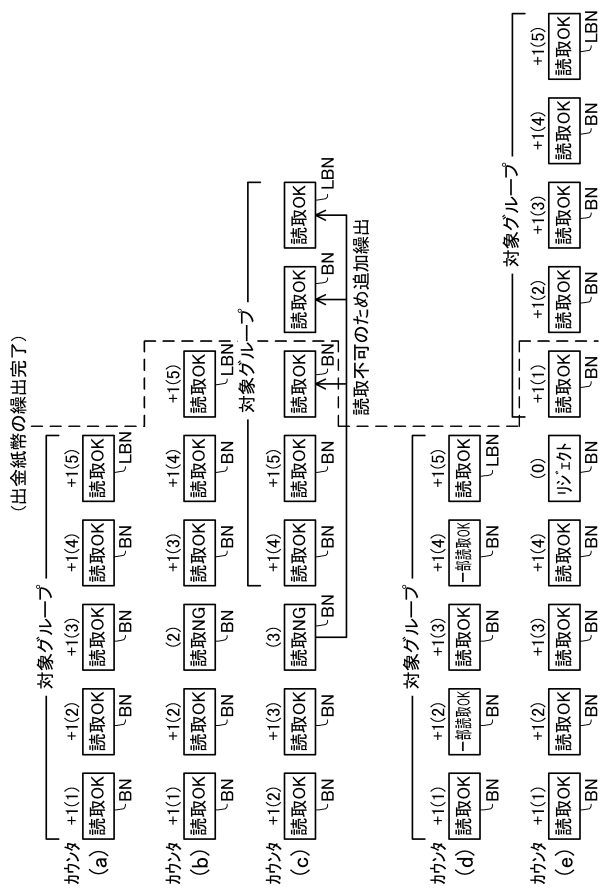 (出金紙幣の繰出完了)
対象グループ
カウンタ +1(1) +1(2) +1(3) +1(4) +1(5)
(a) 読取OK 読取OK 読取OK 読取OK 読取OK
BN BN BN BN LBN
カウンタ +1(1) +1(2) (2) +1(3) +1(4) +1(5)
(b) 読取OK 読取OK 読取NG 読取OK 読取OK 読取OK
BN BN BN BN BN LBN
対象グループ
カウンタ +1(2) +1(3) (3) +1(4) +1(5)
(c) 読取OK 読取OK 読取NG 読取OK 読取OK 読取OK 読取OK 読取OK
BN BN BN BN BN BN BN LBN
読取不可のため追加繰出
対象グループ
カウンタ +1(1) +1(2) +1(3) +1(4) +1(5)
(d) 読取OK 一部読取OK 読取OK 一部読取OK 読取OK
BN BN BN BN LBN
対象グループ
カウンタ +1(1) +1(2) +1(3) +1(4) (0) +1(1) +1(2) +1(3) +1(4) +1(5)
(e) 読取OK 読取OK 読取OK 読取OK リジェクト 読取OK 読取OK 読取OK 読取OK 読取OK
BN BN BN BN BN BN BN BN BN LBN